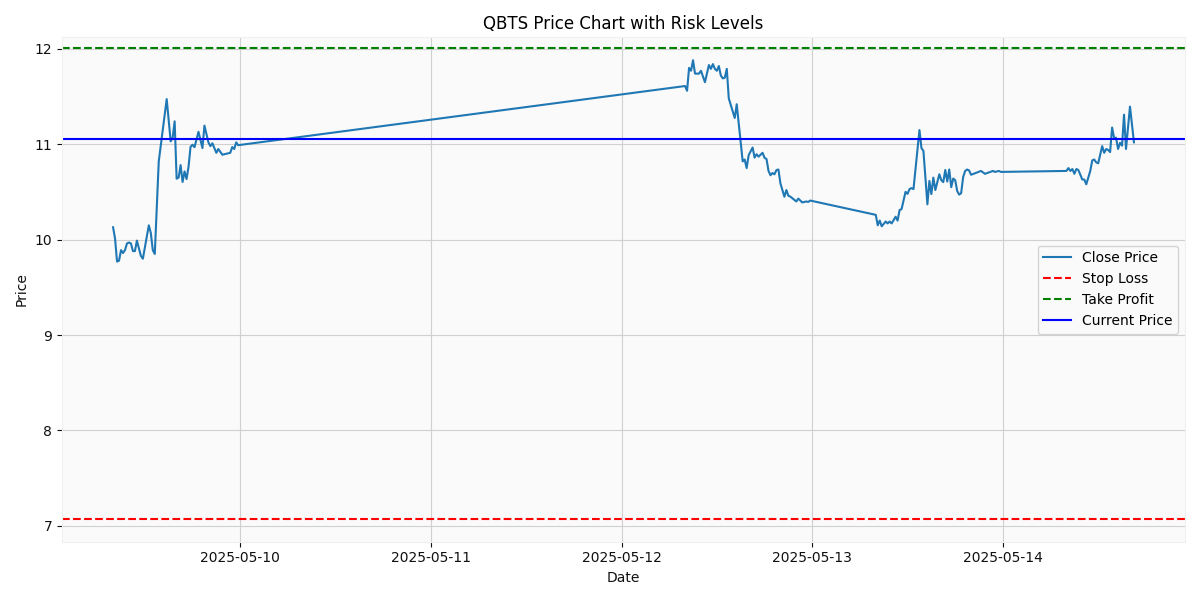 QBTS Price Chart with Risk Levels
12
11
10
9
8
7
Price
Close Price
Stop Loss
Take Profit
Current Price
2025-05-10
2025-05-11
2025-05-12
2025-05-13
2025-05-14
Date